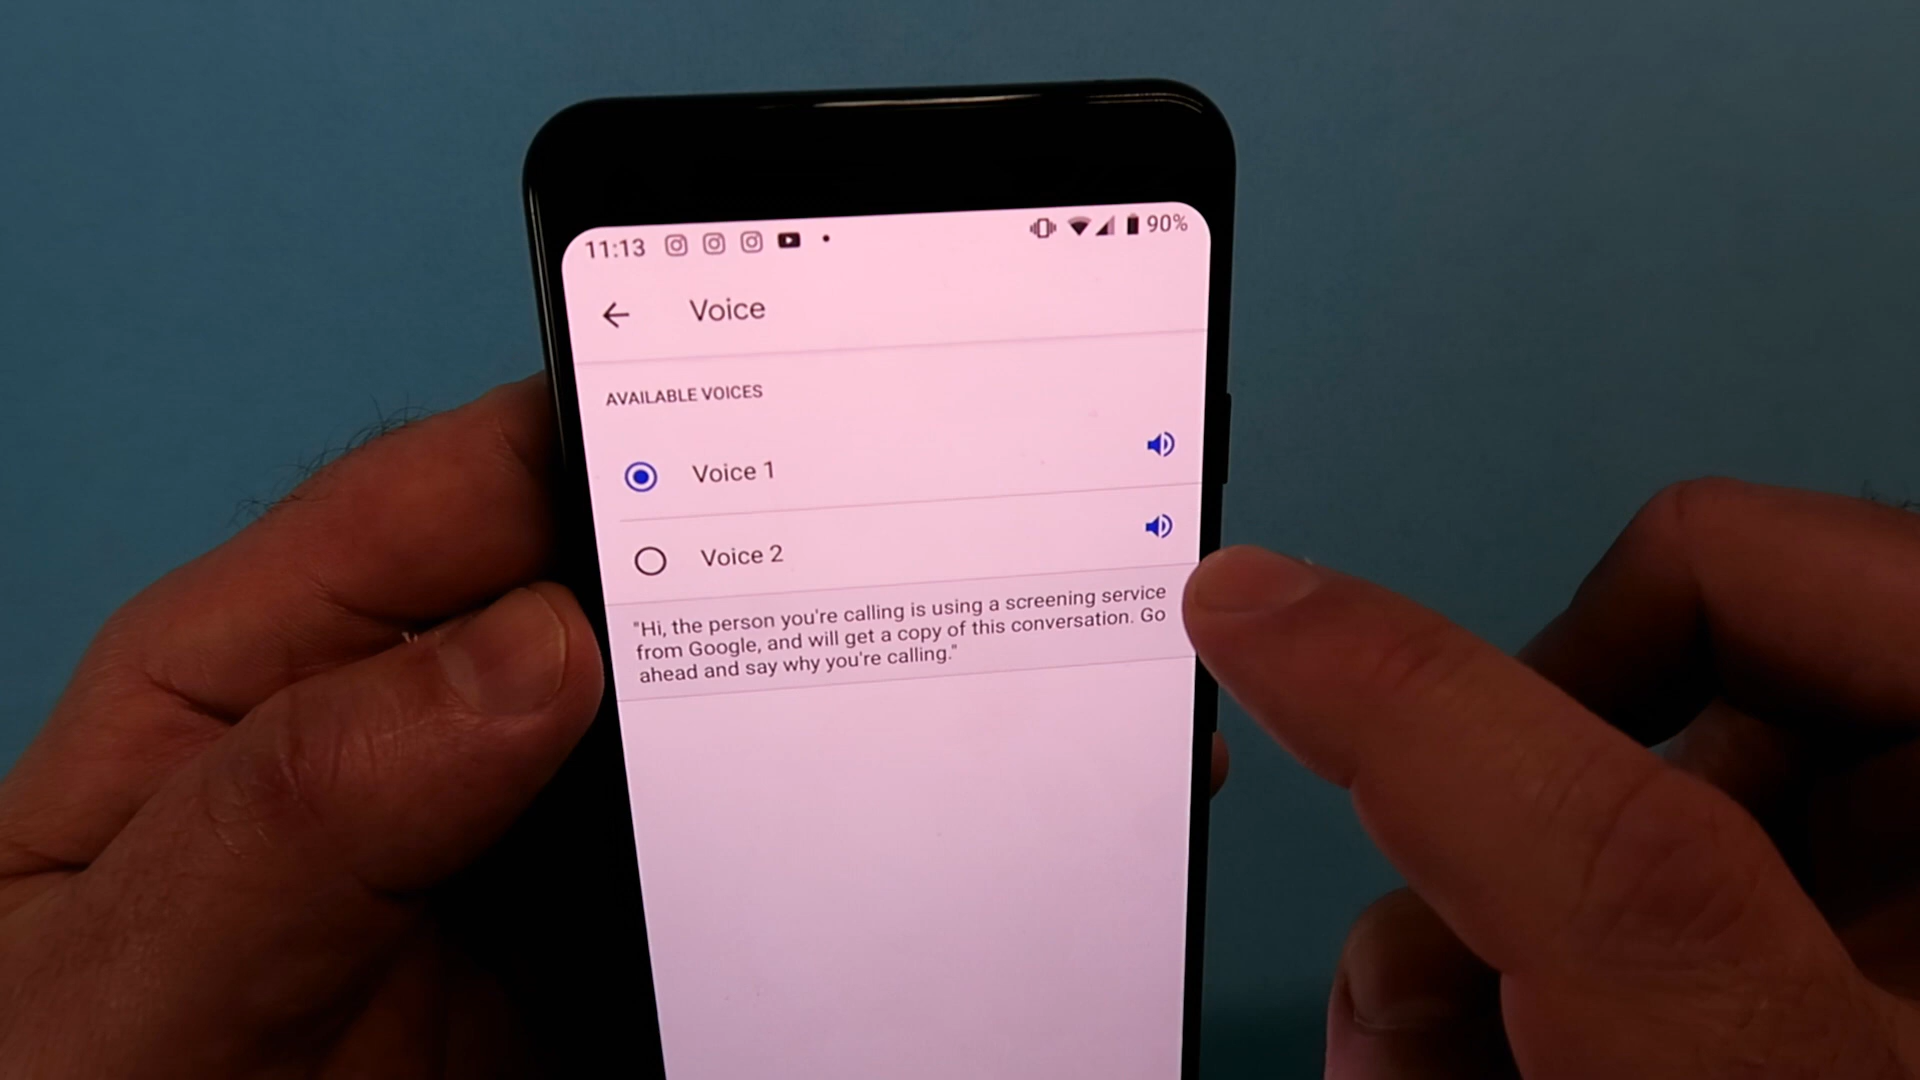 11:13 90%
Voice
AVAILABLE VOICES
Voice 1
Voice 2
"Hi, the person you're calling is using a screening service
from Google, and will get a copy of this conversation. Go
ahead and say why you're calling."